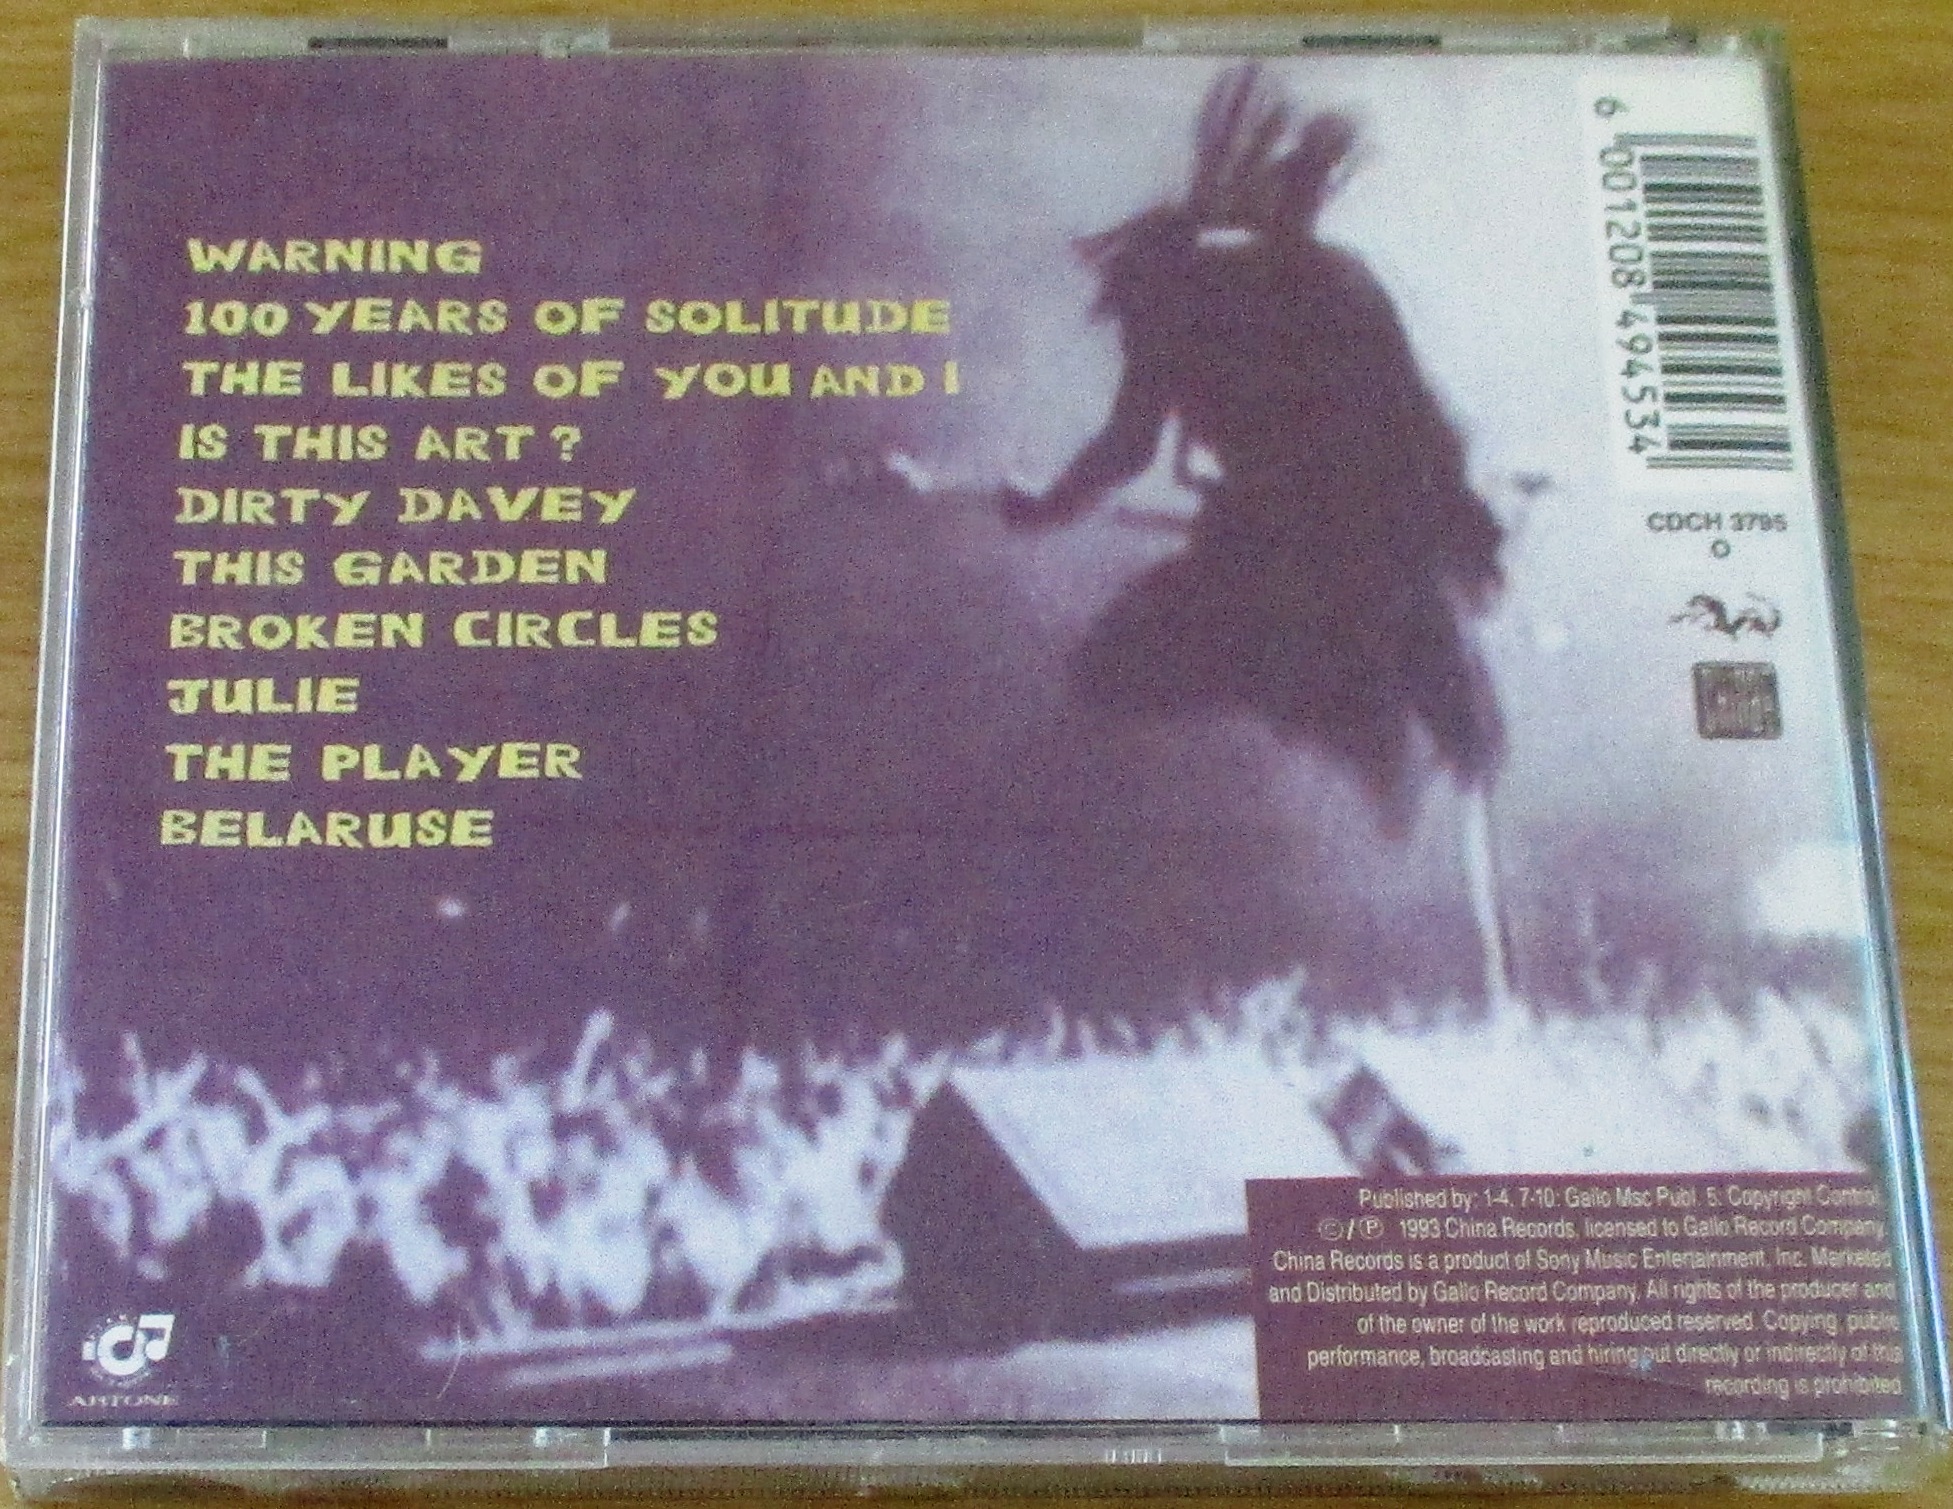 WARNING
100 YEARS OF SOLITUDE
THE LIKES OF YOU AND I
IS THIS ART?
DIRTY DAVEY
THIS GARDEN
BROKEN CIRCLES
JULIE
THE PLAYER
BELARUSE
6 001208 494534
CDCH 3795
O
ARTONE
Published by: 1-4, 7-10: Gallo Msc Publ. 5: Copyright Control.
©/℗ 1993 China Records, licensed to Gallo Record Company.
China Records is a product of Sony Music Entertainment, Inc. Marketed
and Distributed by Gallo Record Company. All rights of the producer and
of the owner of the work reproduced reserved. Copying, public
performance, broadcasting and hiring out directly or indirectly of this
recording is prohibited